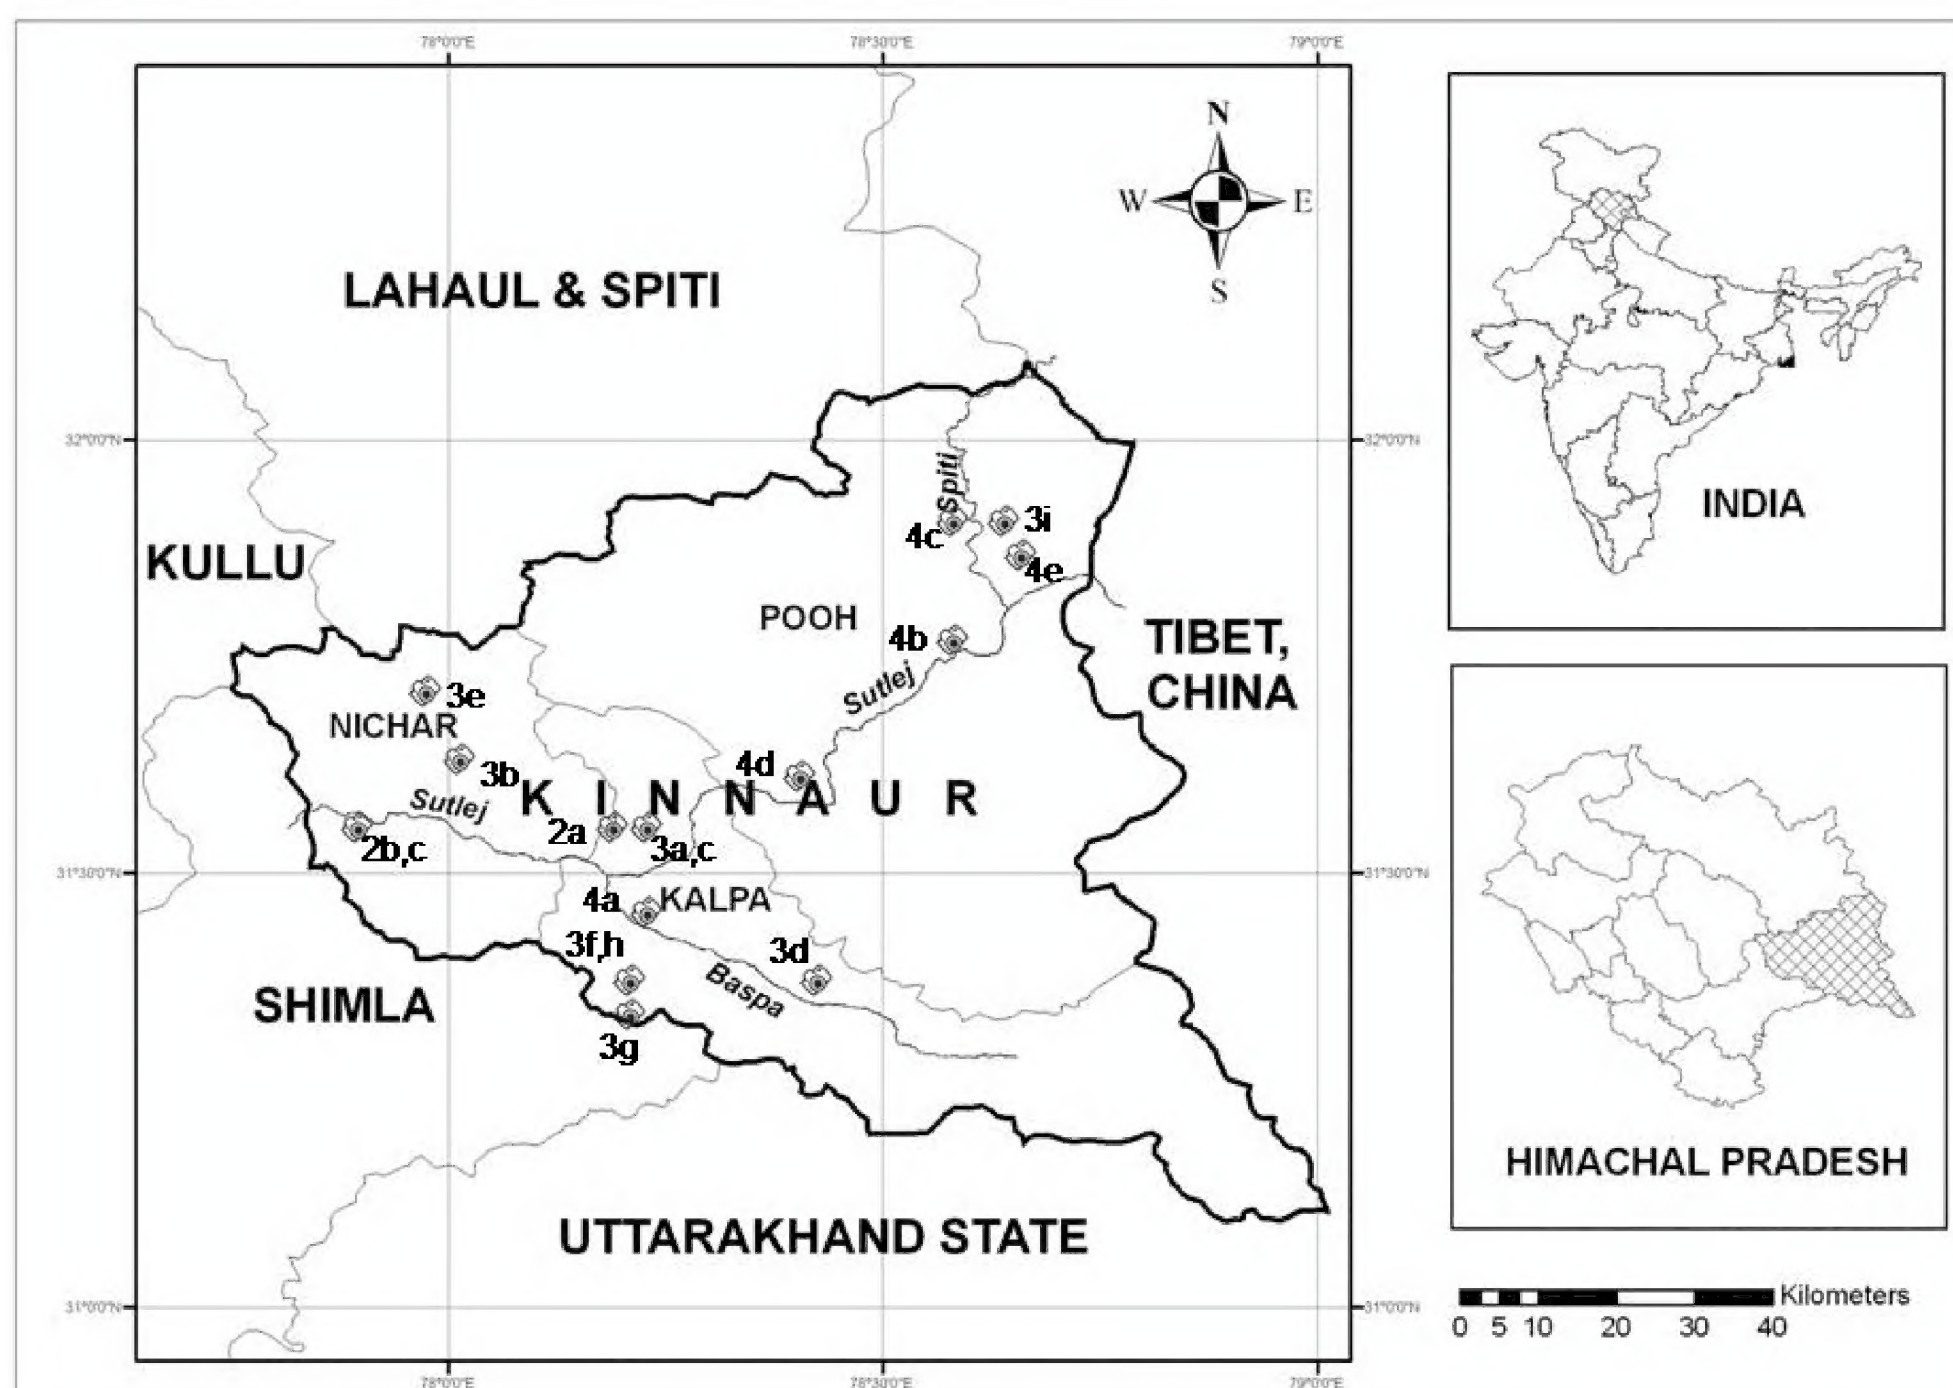 78°0'0"E 78°30'0"E 79°0'0"E
N
W E
S
LAHAUL & SPITI
32°0'0"N 32°0'0"N
Spiti
INDIA
4c 3i
KULLU
4e
POOH
4b
TIBET,
CHINA
Sutlej
3e
NICHAR
4d
3b
KINNAUR
Sutlej
2a
2b,c 3a,c
31°30'0"N 31°30'0"N
4a KALPA
3f,h 3d
Baspa
SHIMLA
3g
HIMACHAL PRADESH
UTTARAKHAND STATE
Kilometers
31°0'0"N 31°0'0"N
0 5 10 20 30 40
78°0'0"E 78°30'0"E 79°0'0"E